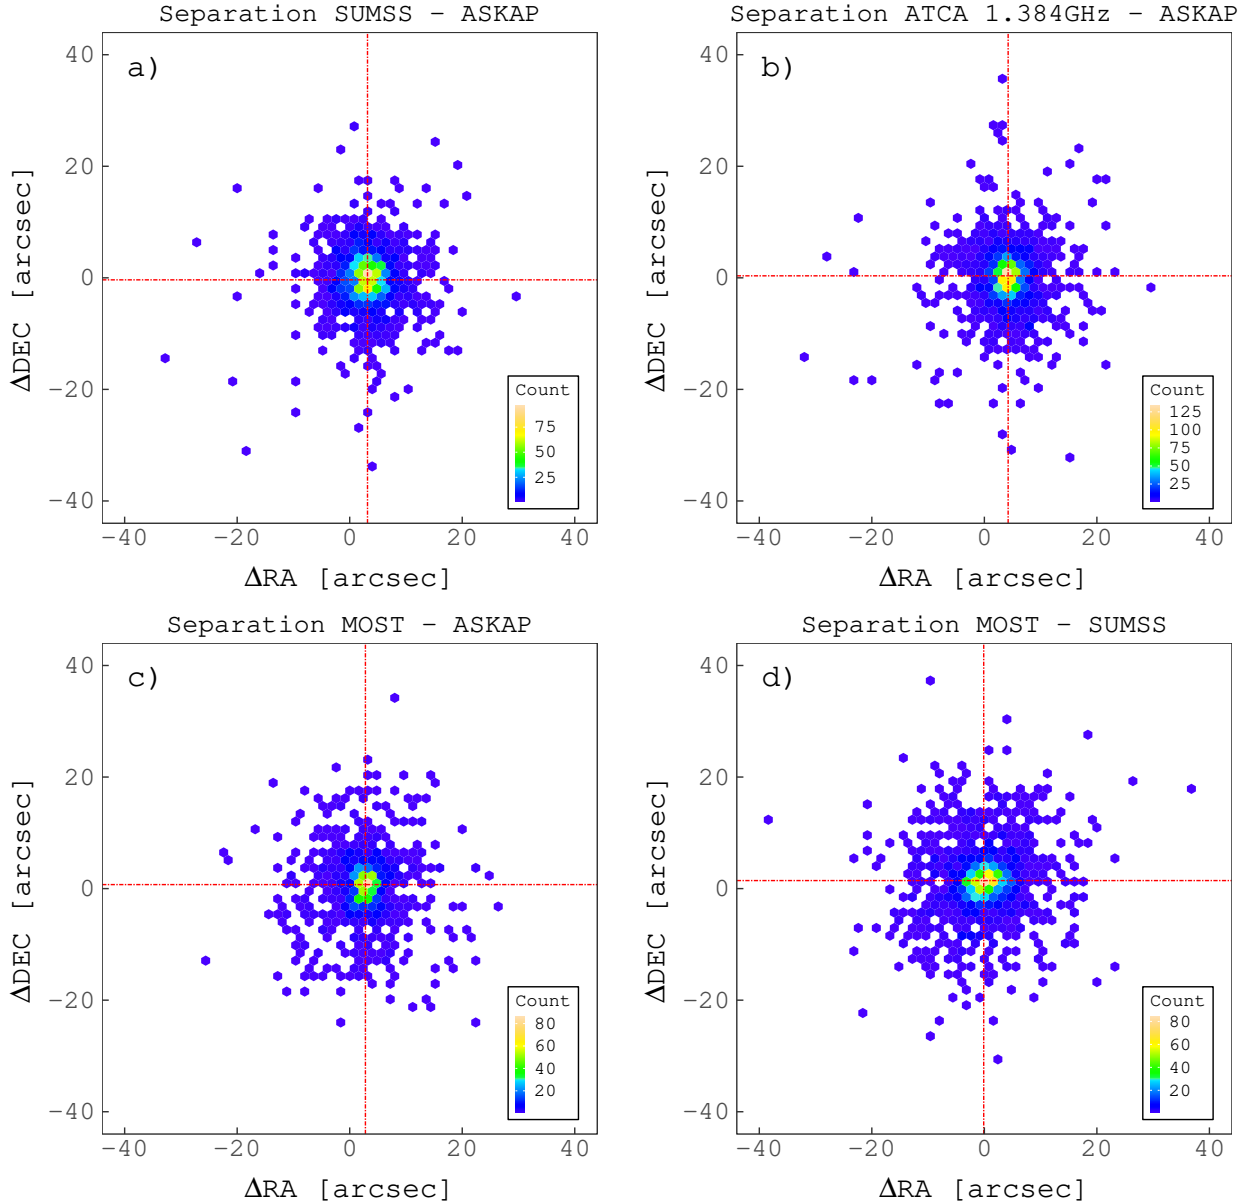 Separation SUMSS − ASKAP
a)
40
20
0
−20
−40
ΔDEC [arcsec]
Count
75
50
25
−40 −20 0 20 40
ΔRA [arcsec]
Separation ATCA 1.384GHz − ASKAP
b)
40
20
0
−20
−40
ΔDEC [arcsec]
Count
125
100
75
50
25
−40 −20 0 20 40
ΔRA [arcsec]
Separation MOST − ASKAP
c)
40
20
0
−20
−40
ΔDEC [arcsec]
Count
80
60
40
20
−40 −20 0 20 40
ΔRA [arcsec]
Separation MOST − SUMSS
d)
40
20
0
−20
−40
ΔDEC [arcsec]
Count
80
60
40
20
−40 −20 0 20 40
ΔRA [arcsec]